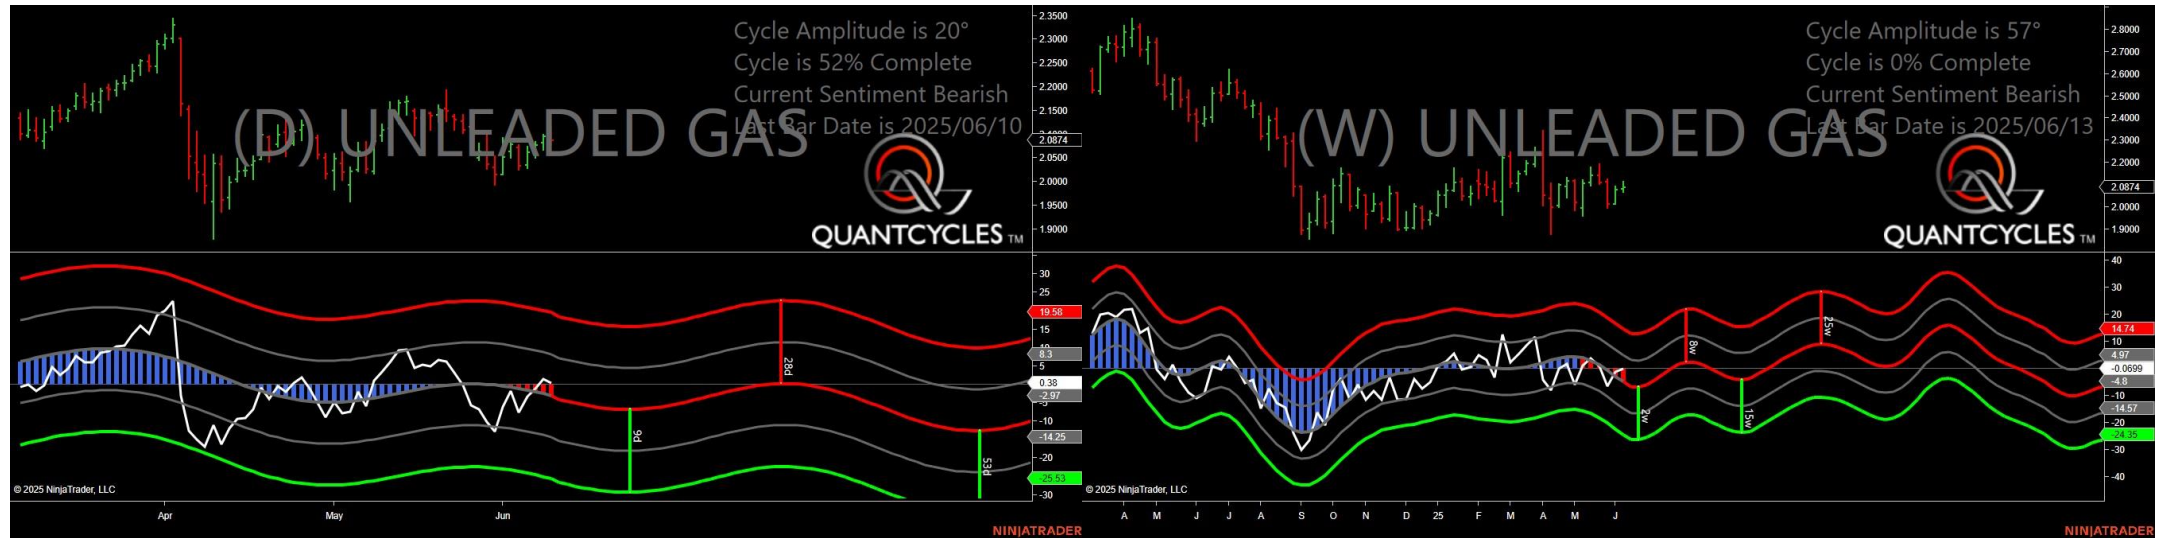 Cycle Amplitude is 20°
Cycle is 52% Complete
Current Sentiment Bearish
Last Bar Date is 2025/06/10
(D) UNLEADED GAS
QUANTCYCLES TM
2.3500
2.3000
2.2500
2.2000
2.1500
2.0874
2.0500
2.0000
1.9500
1.9000
30
25
19.58
15
8.3
5
0.38
-2.97
-5
-10
-14.25
-20
-25.53
-30
9d
28d
53d
© 2025 NinjaTrader, LLC
Apr
May
Jun
NINJATRADER
Cycle Amplitude is 57°
Cycle is 0% Complete
Current Sentiment Bearish
Last Bar Date is 2025/06/13
(W) UNLEADED GAS
QUANTCYCLES TM
2.8000
2.7000
2.6000
2.5000
2.4000
2.3000
2.2000
2.0874
2.0000
1.9000
40
30
20
14.74
10
4.97
-0.0699
-4.8
-10
-14.57
-20
-24.35
-30
-40
2w
8w
15w
25w
© 2025 NinjaTrader, LLC
A
M
J
J
A
S
O
N
D
25
F
M
A
M
J
NINJATRADER